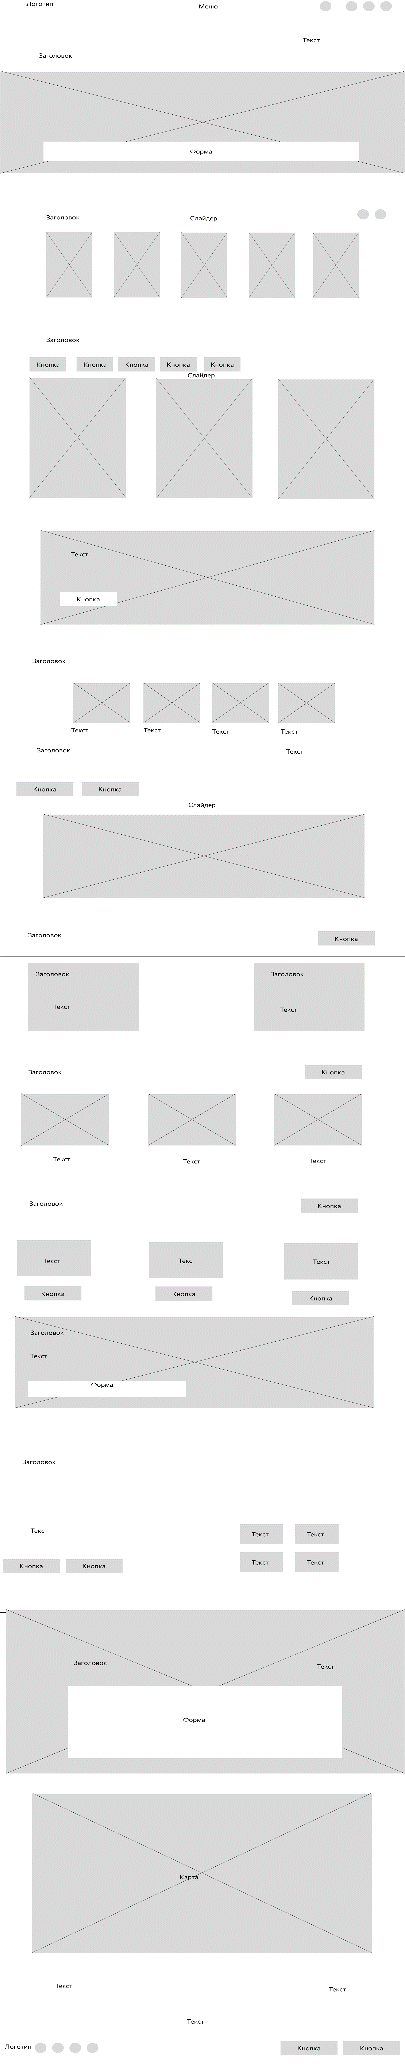 Логотип
Меню
Текст
Заголовок
Форма
Заголовок
Слайдер
Заголовок
Кнопка Кнопка Кнопка Кнопка Кнопка
Слайдер
Текст
Кнопка
Заголовок
Текст Текст Текст Текст
Заголовок
Текст
Кнопка Кнопка
Слайдер
Заголовок
Кнопка
Заголовок Заголовок
Текст Текст
Заголовок Кнопка
Текст Текст Текст
Заголовок Кнопка
Текст Текст Текст
Кнопка Кнопка Кнопка
Заголовок
Текст
Форма
Заголовок
Текст
Текст Текст
Кнопка Кнопка
Текст Текст
Заголовок Текст
Форма
Карта
Текст Текст
Текст
Логотип
Кнопка Кнопка